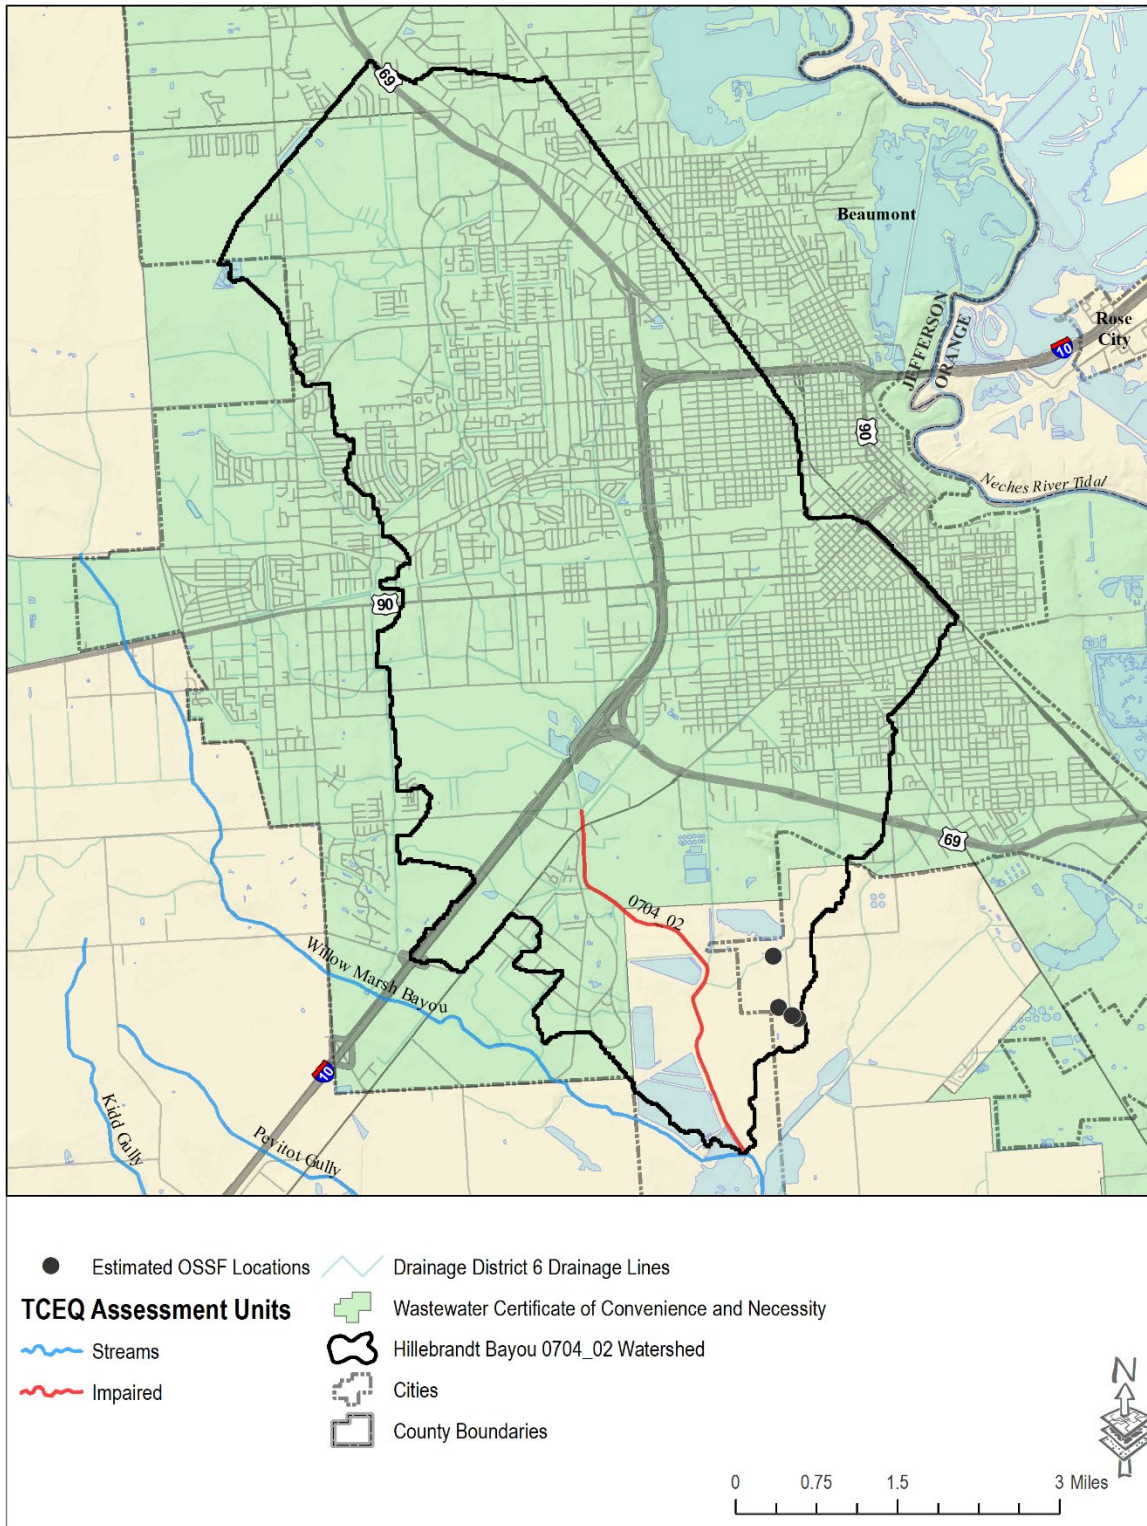 69
Beaumont
JEFFERSON
ORANGE
Rose
City
10
90
Neches River Tidal
90
69
0704_02
Willow Marsh Bayou
10
Kidd Gully
Pevitot Gully
Estimated OSSF Locations
TCEQ Assessment Units
Streams
Impaired
Drainage District 6 Drainage Lines
Wastewater Certificate of Convenience and Necessity
Hillebrandt Bayou 0704_02 Watershed
Cities
County Boundaries
N
0 0.75 1.5 3 Miles